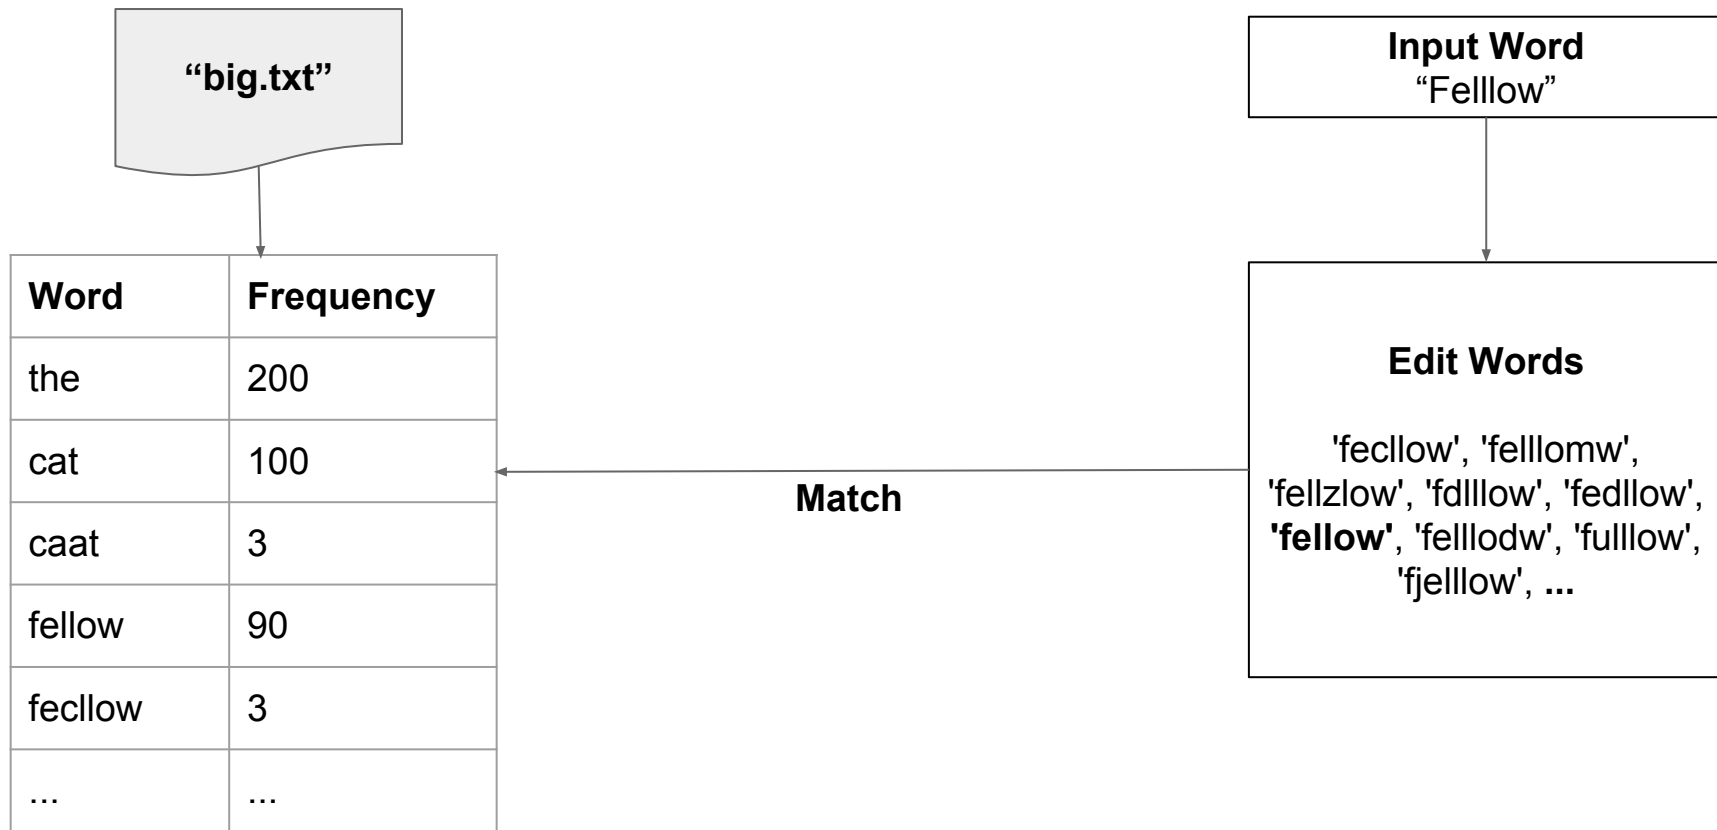 “big.txt”
Input Word
“Felllow”
Word Frequency
the 200
cat 100
caat 3
fellow 90
fecllow 3
... ...
Match
Edit Words
'fecllow', 'felllomw',
'fellzlow', 'fdlllow', 'fedllow',
'fellow', 'felllodw', 'fulllow',
'fjelllow', ...